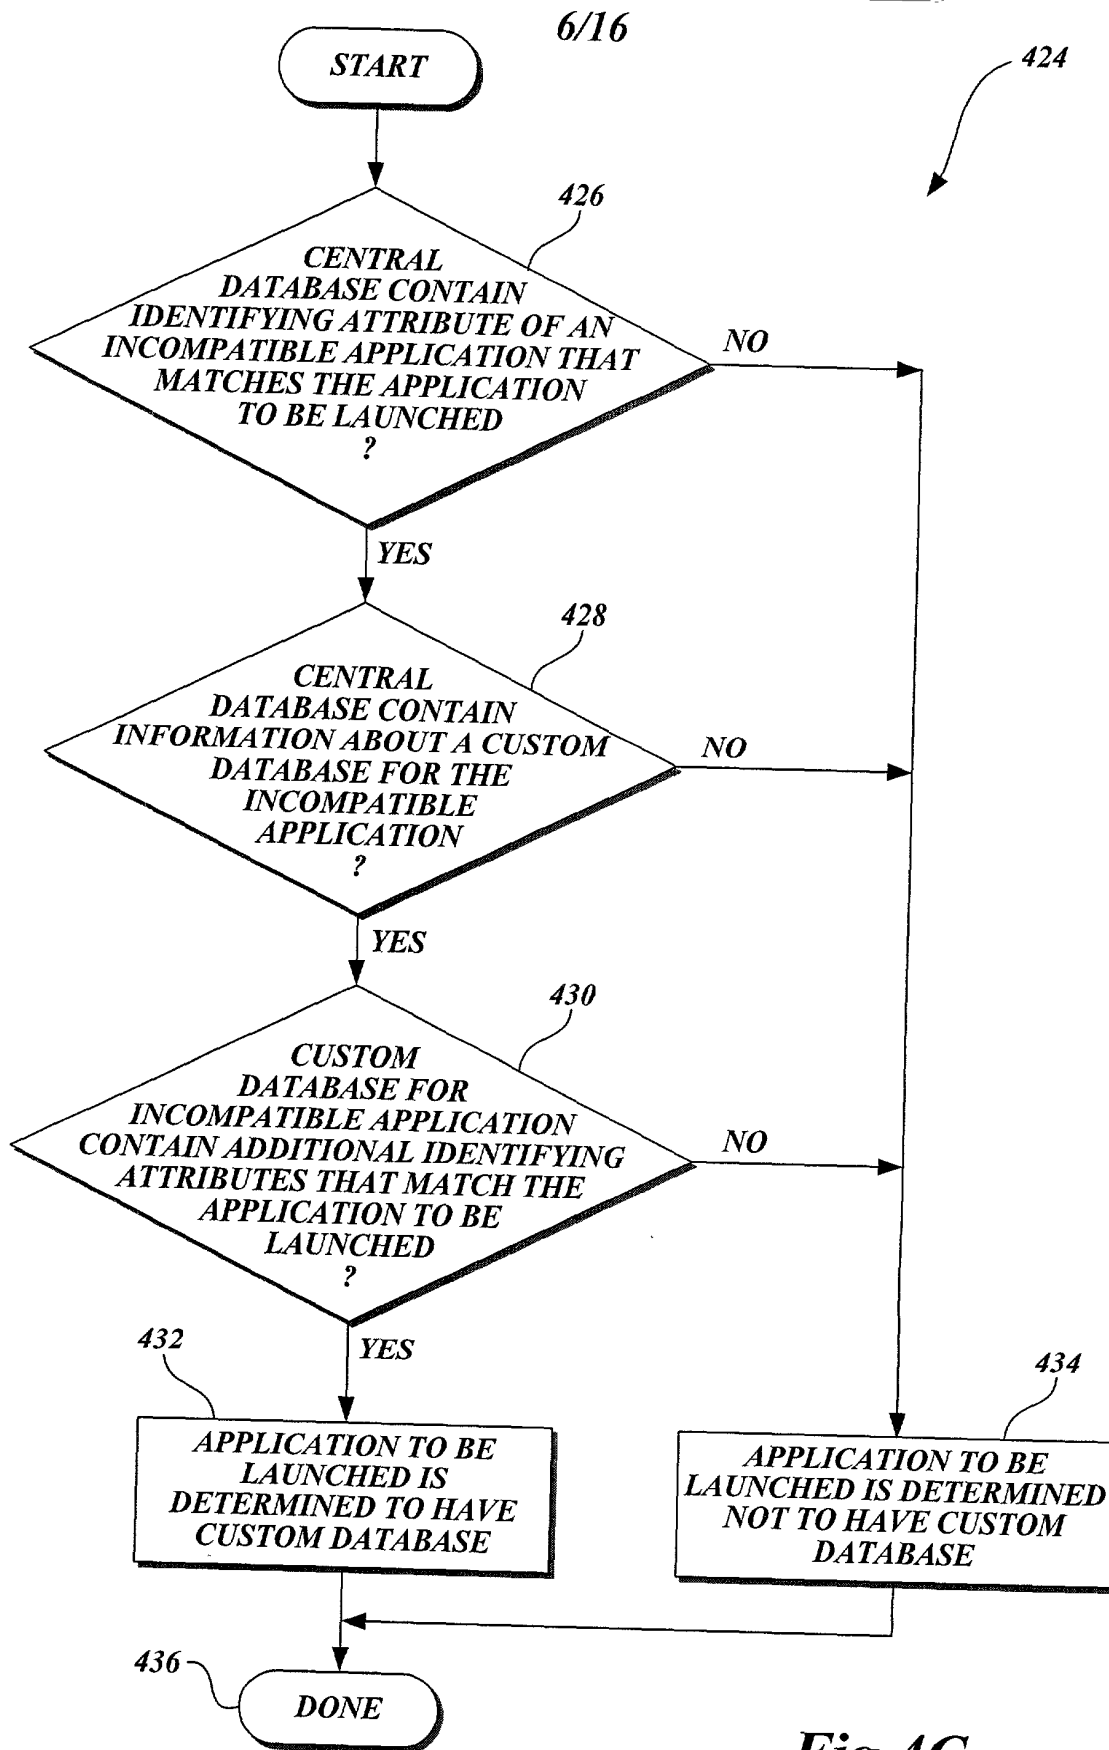 6/16
START
424
426
CENTRAL
DATABASE CONTAIN
IDENTIFYING ATTRIBUTE OF AN
INCOMPATIBLE APPLICATION THAT
MATCHES THE APPLICATION
TO BE LAUNCHED
?
NO
YES
428
CENTRAL
DATABASE CONTAIN
INFORMATION ABOUT A CUSTOM
DATABASE FOR THE
INCOMPATIBLE
APPLICATION
?
NO
YES
430
CUSTOM
DATABASE FOR
INCOMPATIBLE APPLICATION
CONTAIN ADDITIONAL IDENTIFYING
ATTRIBUTES THAT MATCH THE
APPLICATION TO BE
LAUNCHED
?
NO
YES
432
APPLICATION TO BE
LAUNCHED IS
DETERMINED TO HAVE
CUSTOM DATABASE
434
APPLICATION TO BE
LAUNCHED IS DETERMINED
NOT TO HAVE CUSTOM
DATABASE
436
DONE